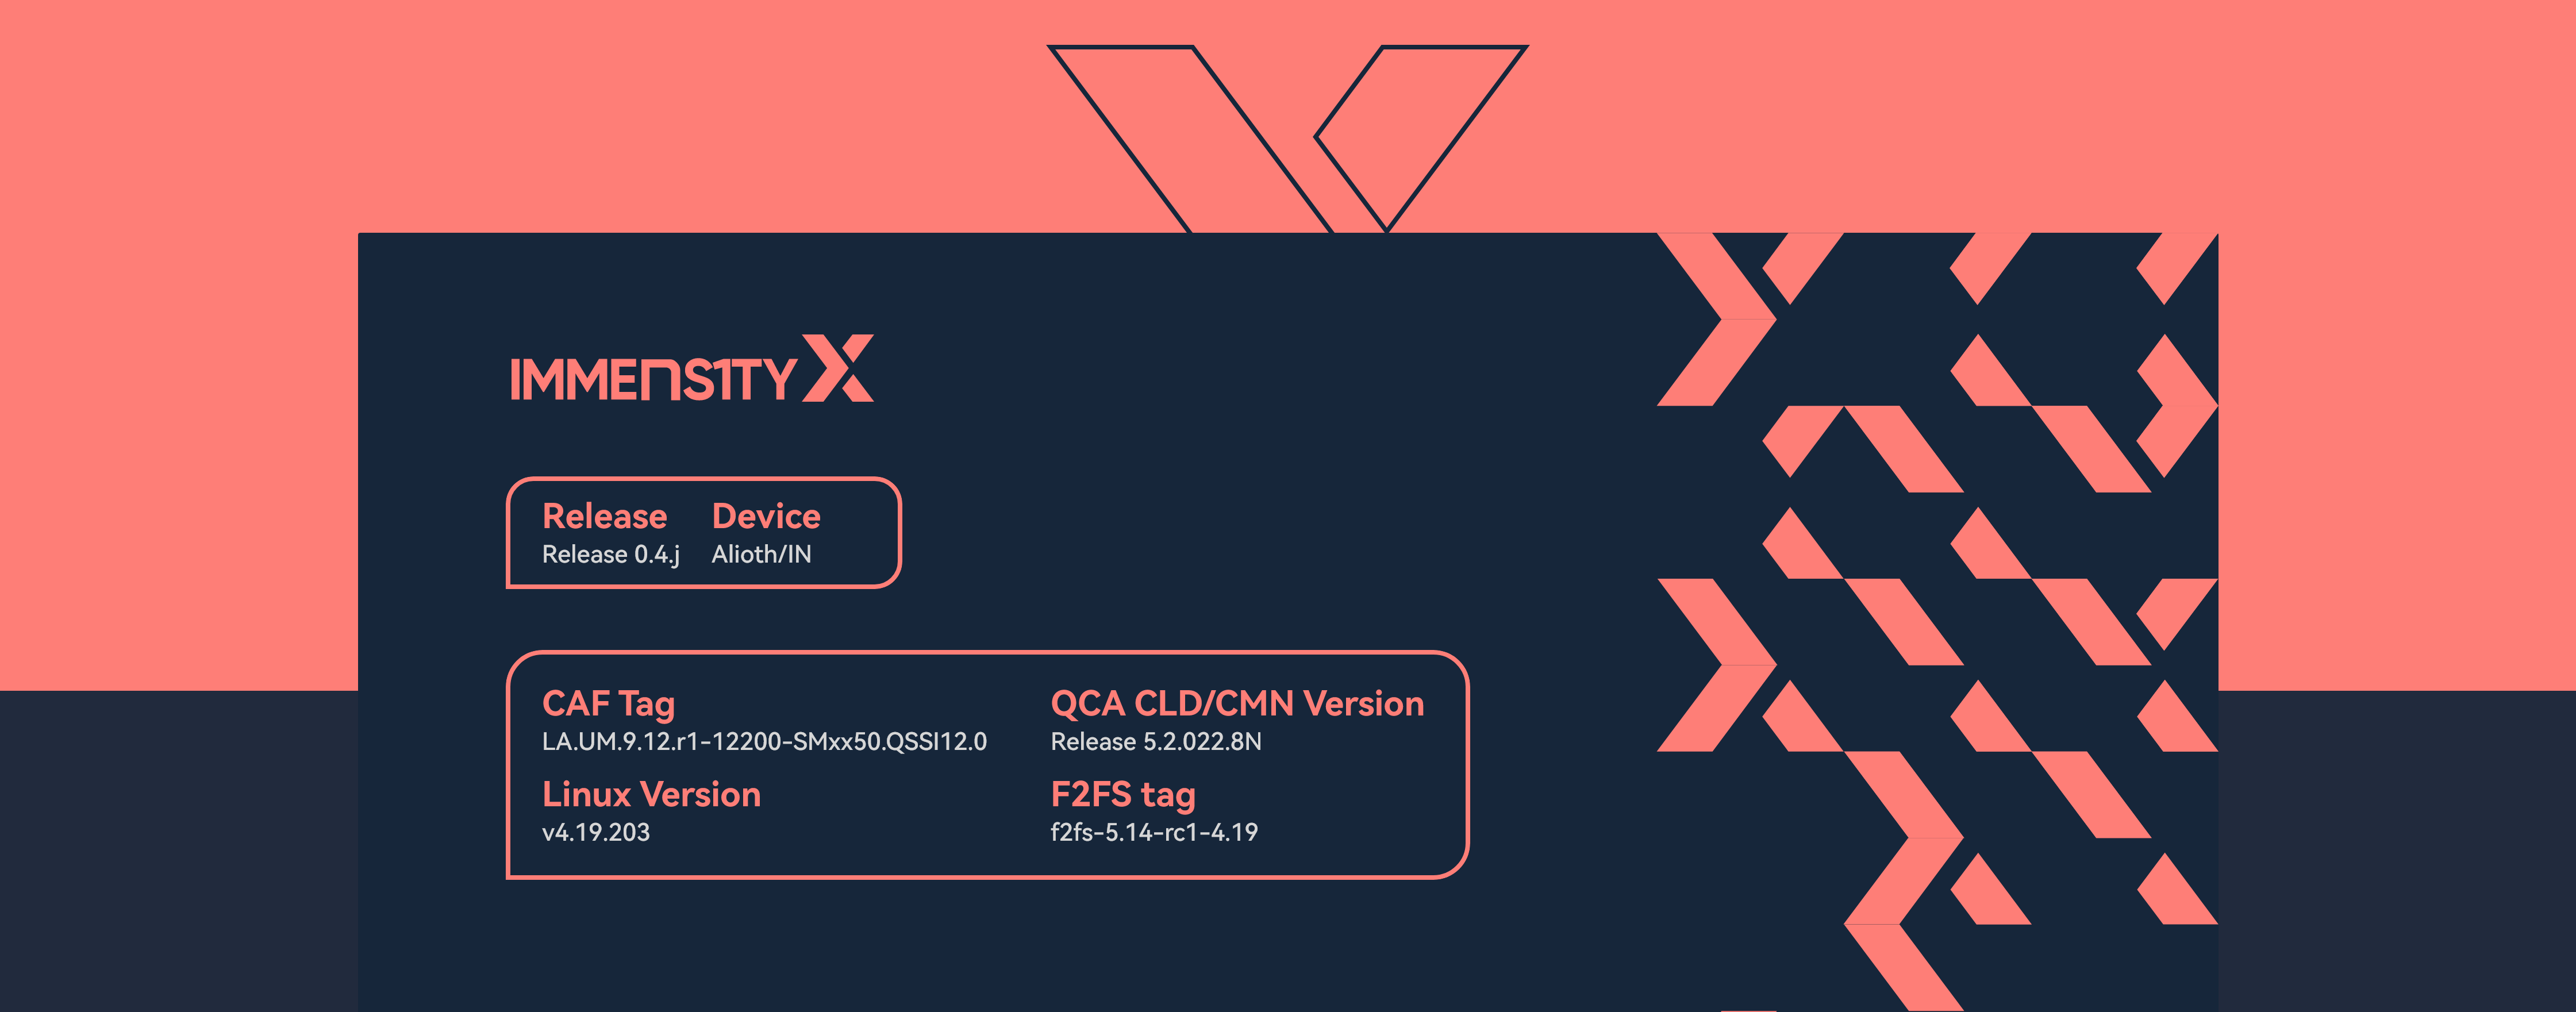 IMMENSITY X
Release Device
Release 0.4.j Alioth/IN
CAF Tag QCA CLD/CMN Version
LA.UM.9.12.r1-12200-SMxx50.QSSI12.0 Release 5.2.022.8N
Linux Version F2FS tag
v4.19.203 f2fs-5.14-rc1-4.19